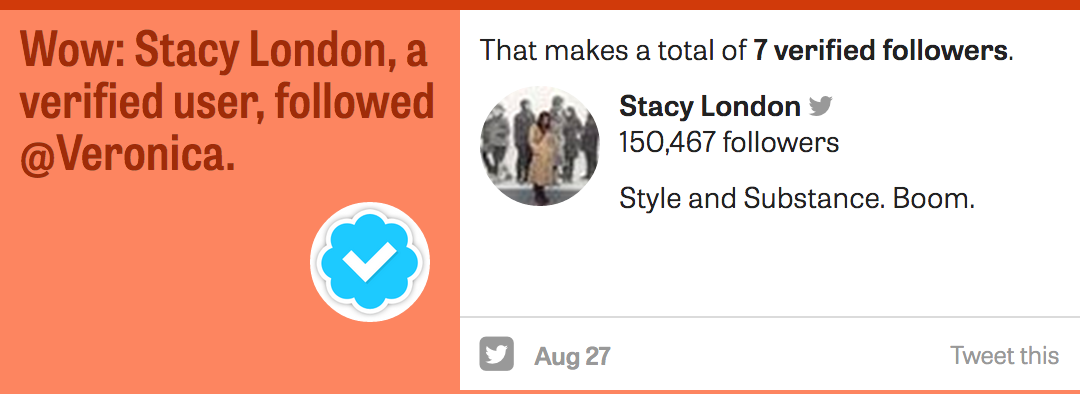 Wow: Stacy London, a
verified user, followed
@Veronica.
That makes a total of 7 verified followers.
Stacy London
150,467 followers
Style and Substance. Boom.
Aug 27
Tweet this